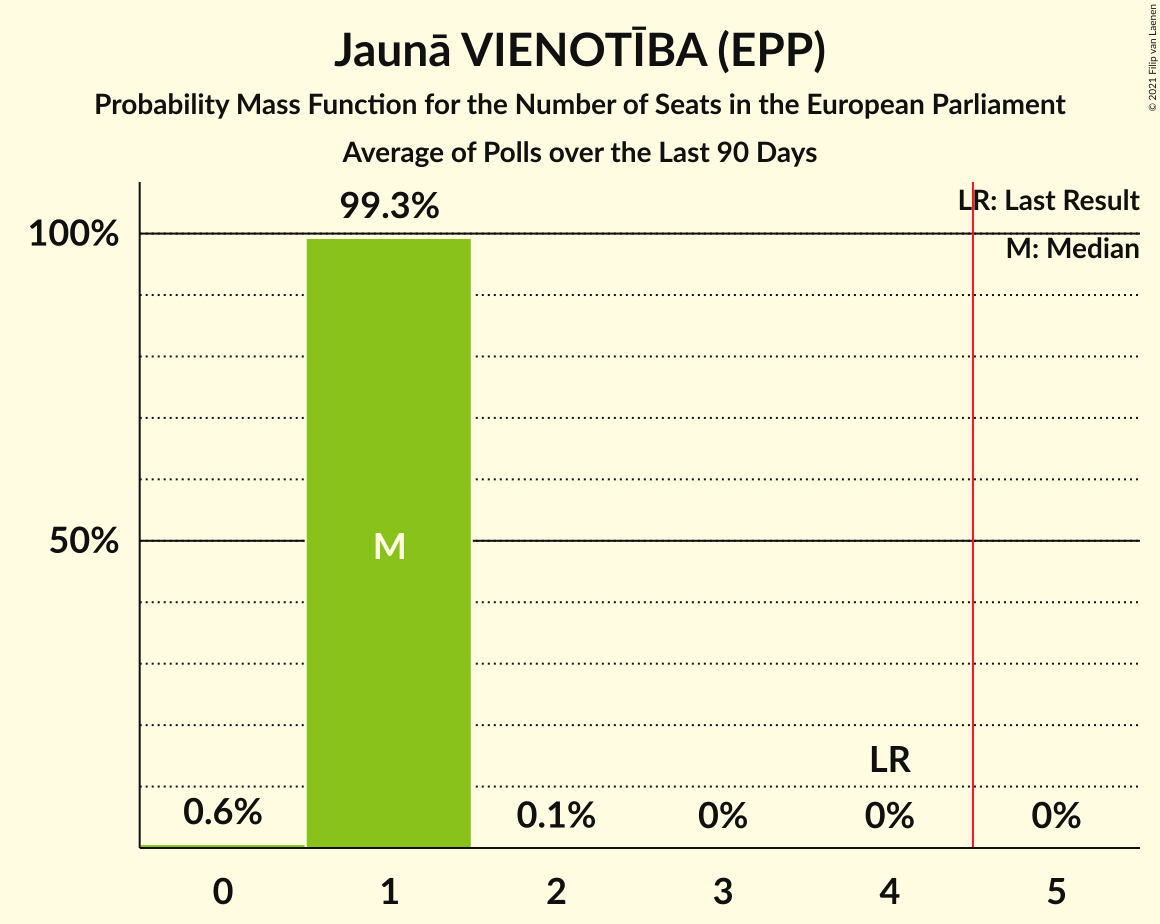 Jaunā VIENOTĪBA (EPP)
Probability Mass Function for the Number of Seats in the European Parliament
Average of Polls over the Last 90 Days
© 2021 Filip van Laenen
LR: Last Result
M: Median
99.3%
100%
50%
M
LR
0.6%
0.1%
0%
0%
0%
0
1
2
3
4
5